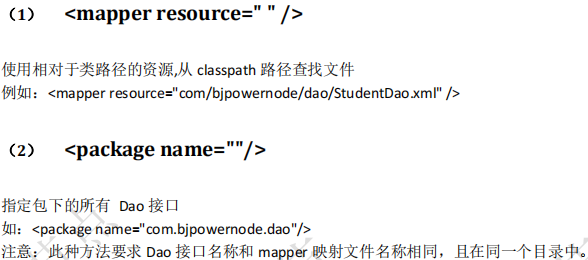 （1） <mapper resource=" " />
使用相对于类路径的资源,从 classpath 路径查找文件
例如：<mapper resource="com/bjpowernode/dao/StudentDao.xml" />
（2） <package name=""/>
指定包下的所有 Dao 接口
如：<package name="com.bjpowernode.dao"/>
注意：此种方法要求 Dao 接口名称和 mapper 映射文件名称相同，且在同一个目录中。